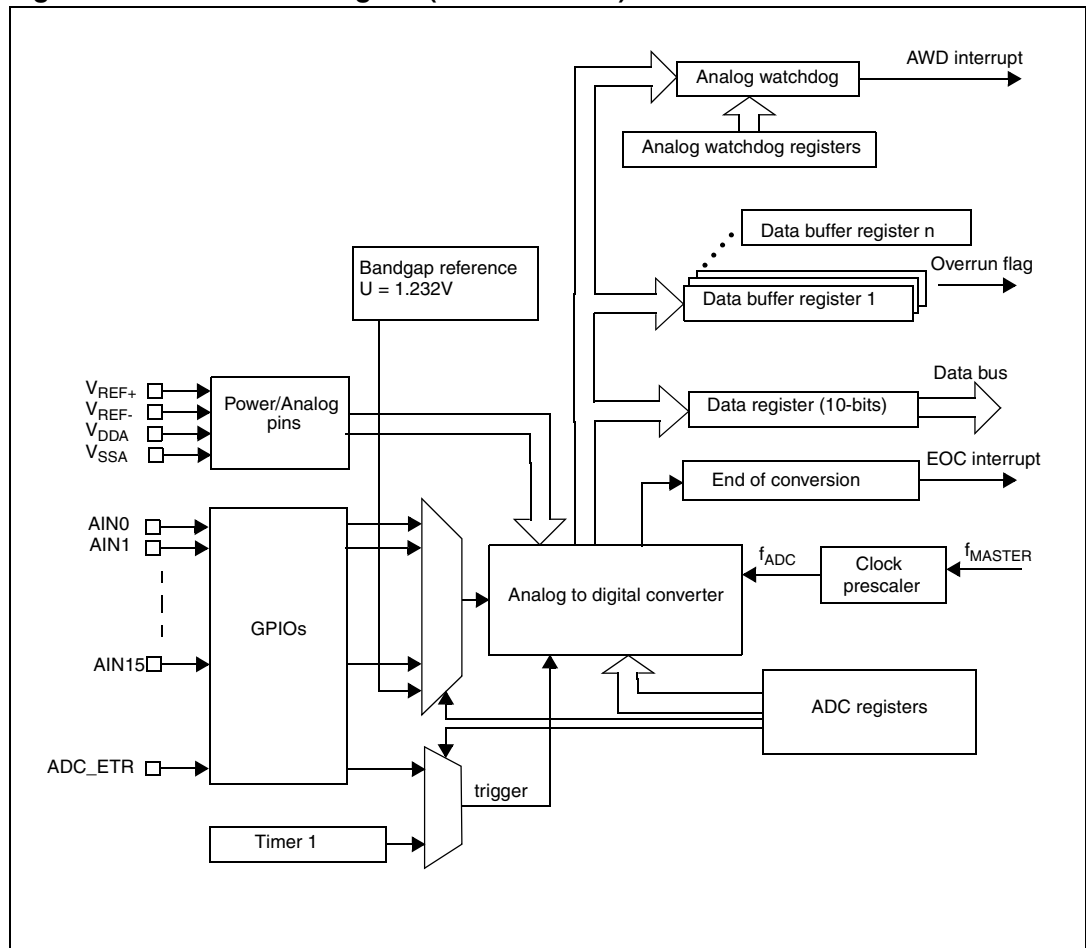 AWD interrupt
Analog watchdog
Analog watchdog registers
Data buffer register n
Overrun flag
Data buffer register 1
Bandgap reference
U = 1.232V
Data bus
Data register (10-bits)
VREF+
VREF-
VDDA
VSSA
Power/Analog
pins
EOC interrupt
End of conversion
AIN0
AIN1
AIN15
GPIOs
fADC
fMASTER
Clock
prescaler
Analog to digital converter
ADC registers
ADC_ETR
trigger
Timer 1